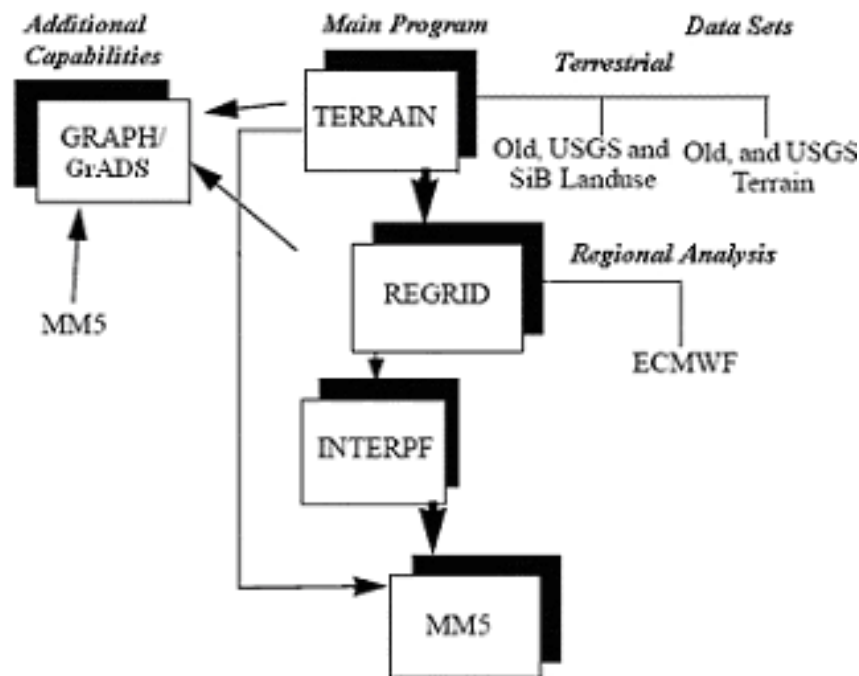 Additional
Capabilities
Main Program
Data Sets
Terrestrial
GRAPH/
GrADS
TERRAIN
Old, USGS and
SiB Landuse
Old, and USGS
Terrain
REGRID
Regional Analysis
MM5
ECMWF
INTERPF
MM5